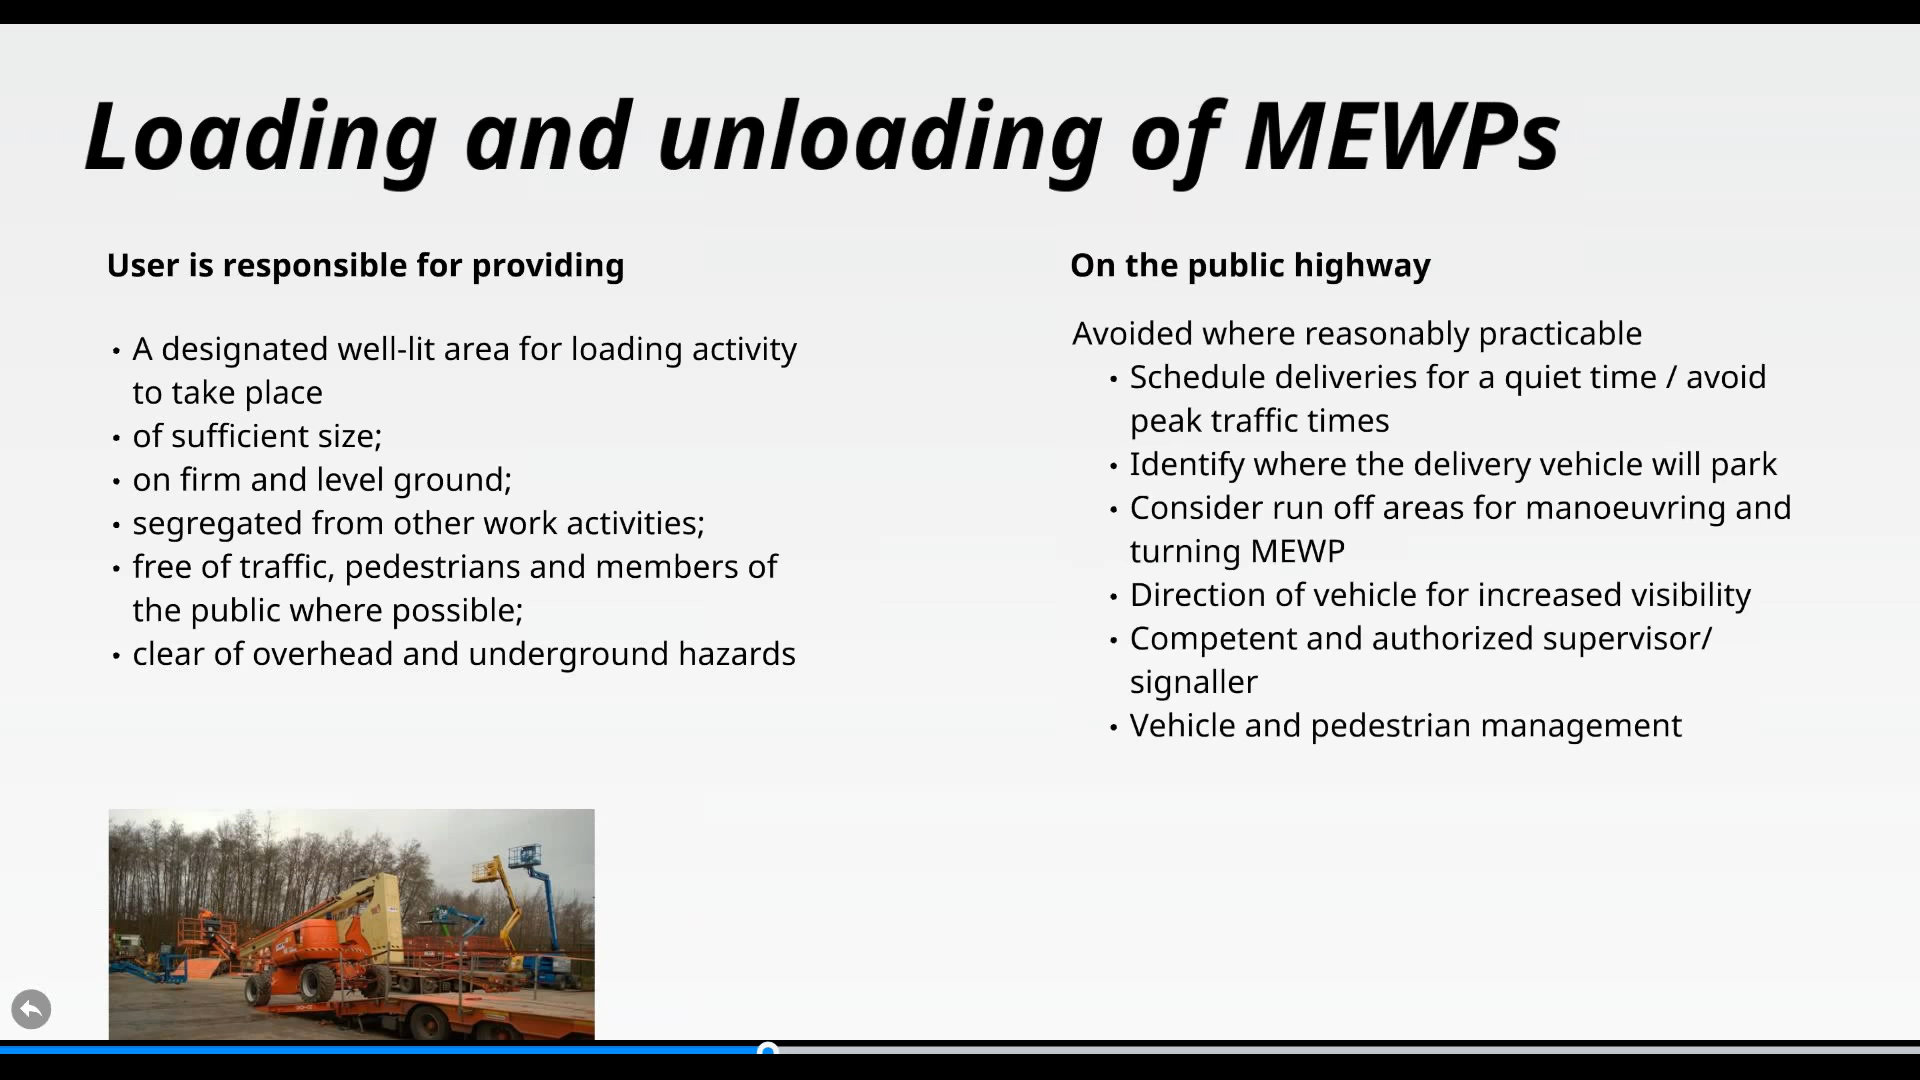 Loading and unloading of MEWPs
User is responsible for providing
• A designated well-lit area for loading activity
to take place
• of sufficient size;
• on firm and level ground;
• segregated from other work activities;
• free of traffic, pedestrians and members of
the public where possible;
• clear of overhead and underground hazards
On the public highway
Avoided where reasonably practicable
• Schedule deliveries for a quiet time / avoid
peak traffic times
• Identify where the delivery vehicle will park
• Consider run off areas for manoeuvring and
turning MEWP
• Direction of vehicle for increased visibility
• Competent and authorized supervisor/
signaller
• Vehicle and pedestrian management